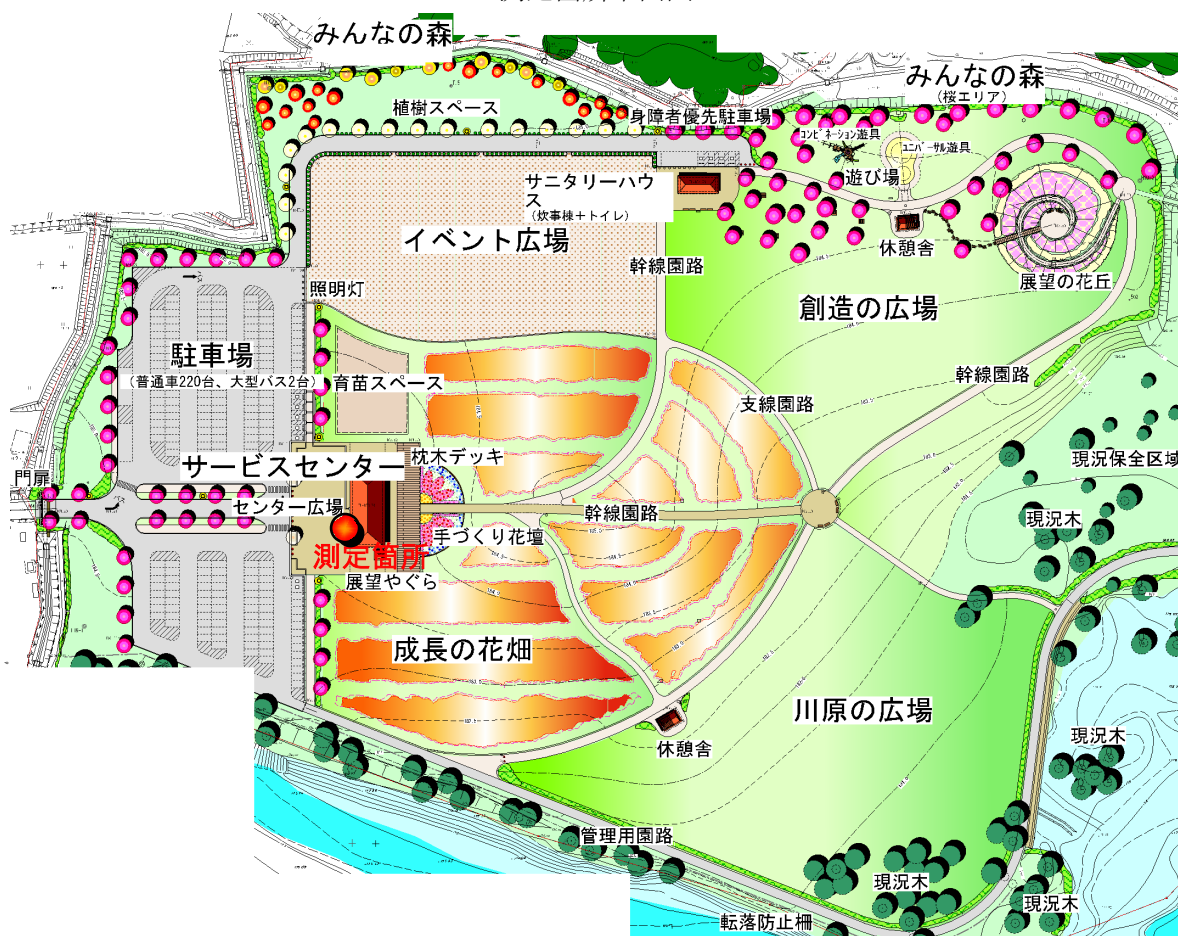 みんなの森
みんなの森
（桜エリア）
植樹スペース
身障者優先駐車場
コンビネーション遊具
ユニバーサル遊具
遊び場
サニタリーハウ
ス
（炊事棟＋トイレ）
イベント広場
休憩舎
幹線園路
展望の花丘
照明灯
創造の広場
駐車場
（普通車220台、大型バス2台）
育苗スペース
幹線園路
支線園路
枕木デッキ
サービスセンター
現況保全区域
門扉
バス
センター広場
幹線園路
現況木
手づくり花壇
測定箇所
展望やぐら
成長の花畑
川原の広場
現況木
休憩舎
管理用園路
現況木
現況木
転落防止柵